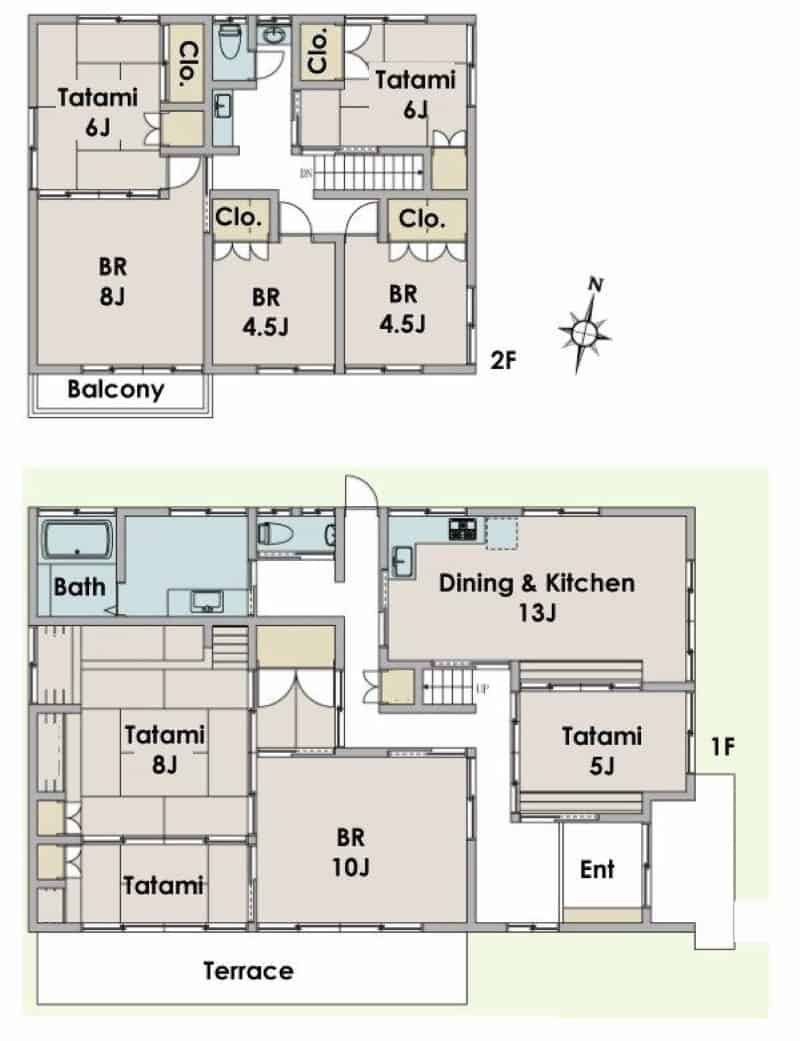 Clo.
Clo.
Tatami
6J
Tatami
6J
DN
Clo.
Clo.
BR
8J
BR
4.5J
BR
4.5J
N
2F
Balcony
Bath
Dining & Kitchen
13J
UP
Tatami
8J
Tatami
5J
1F
BR
10J
Ent
Tatami
Terrace